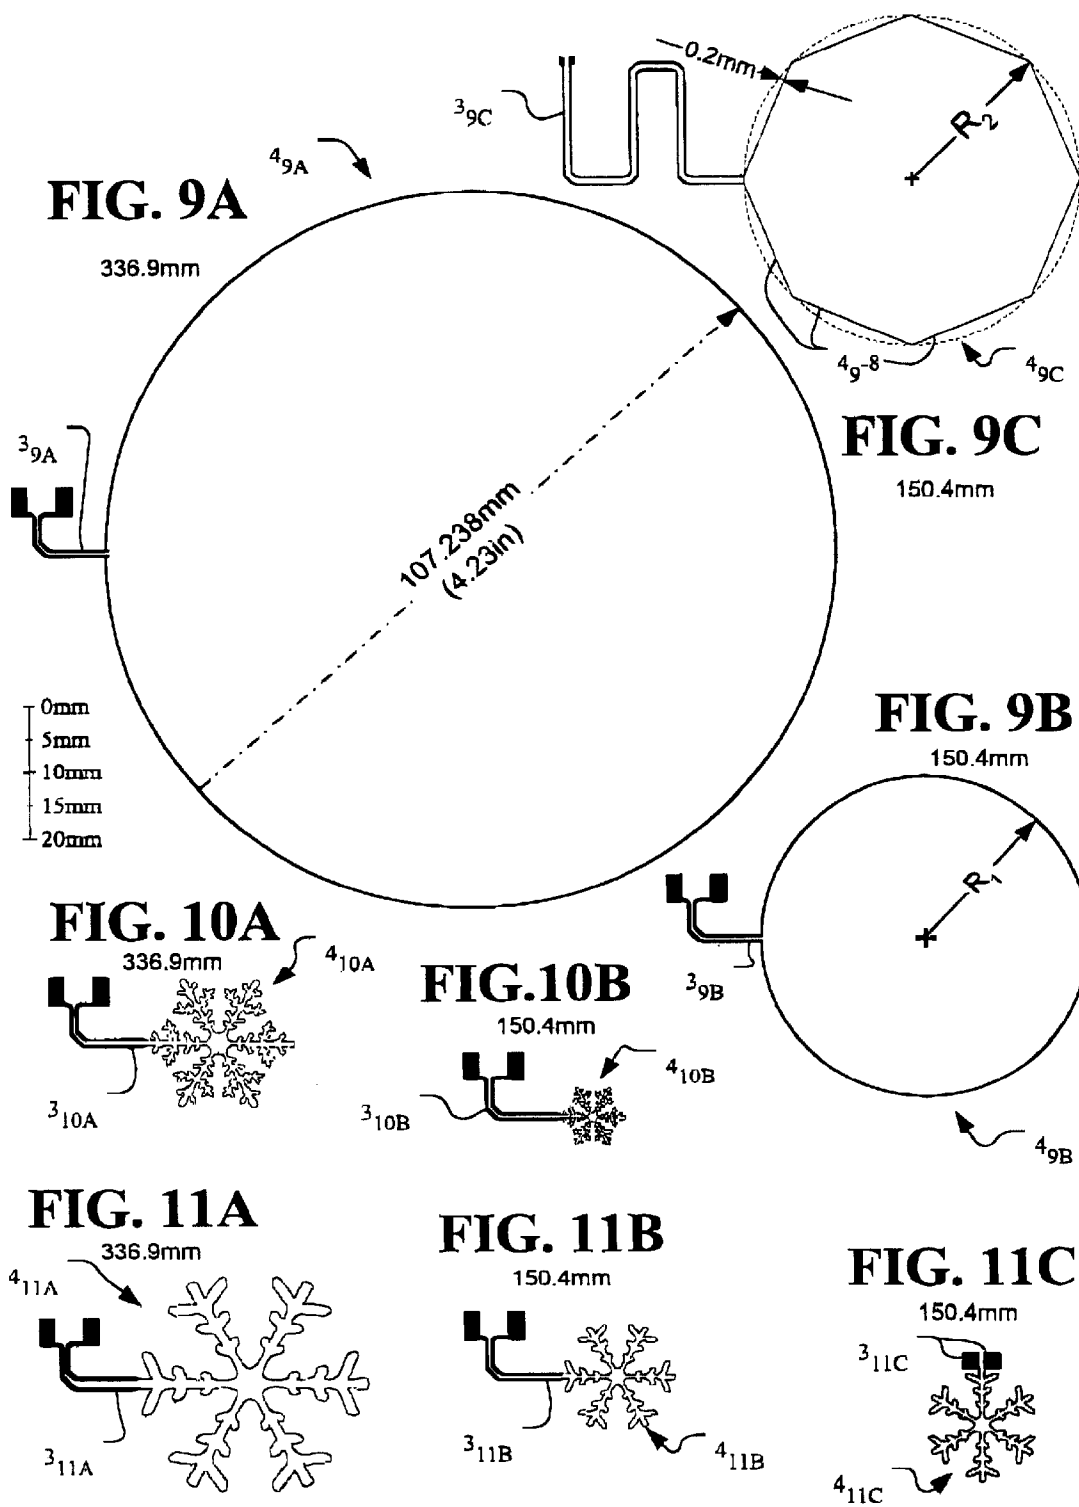 0.2mm
3 9C
R2
4 9A
FIG. 9A
336.9mm
4 9-8
4 9C
FIG. 9C
150.4mm
3 9A
107.238mm
(4.23in)
0mm
5mm
10mm
15mm
20mm
FIG. 9B
150.4mm
R1
3 9B
4 9B
FIG. 10A
336.9mm
4 10A
3 10A
FIG.10B
150.4mm
4 10B
3 10B
FIG. 11A
336.9mm
4 11A
3 11A
FIG. 11B
150.4mm
3 11B
4 11B
FIG. 11C
150.4mm
3 11C
4 11C